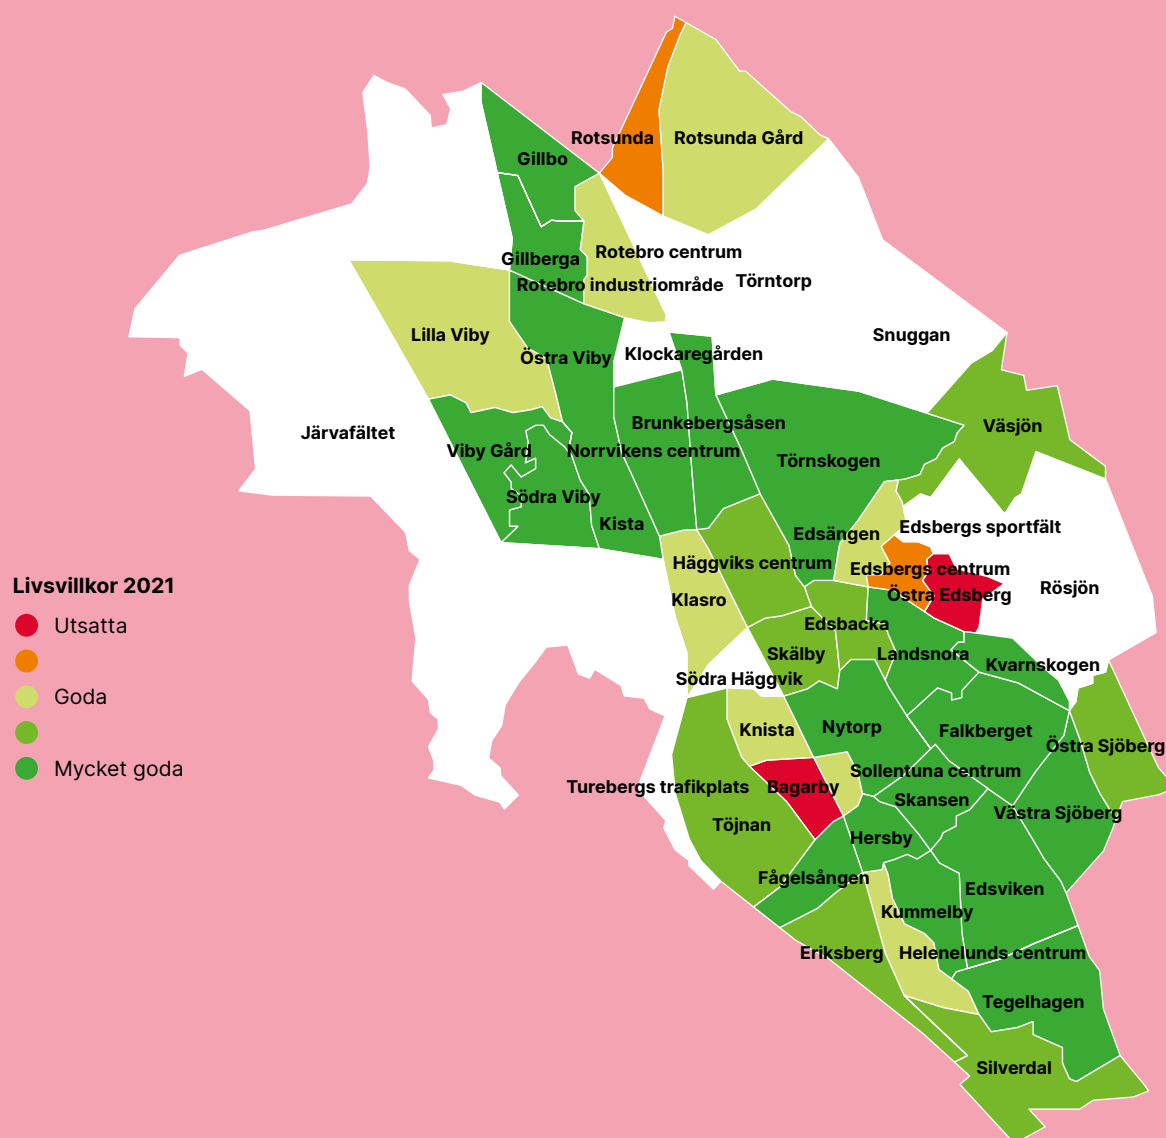 Rotsunda
Rotsunda Gård
Gillbo
Rotebro centrum
Gillberga
Törntorp
Rotebro industriområde
Lilla Viby
Snuggan
Östra Viby
Klockaregården
Brunkebergsåsen
Väsjön
Järvafältet
Viby Gård
Norrvikens centrum
Törnskogen
Södra Viby
Kista
Edsbergs sportfält
Edsängen
Häggviks centrum
Edsbergs centrum
Rösjön
Östra Edsberg
Klasro
Edsbacka
Skälby
Landsnora
Kvarnskogen
Södra Häggvik
Knista
Nytorp
Falkberget
Östra Sjöberg
Sollentuna centrum
Turebergs trafikplats
Bagarby
Skansen
Västra Sjöberg
Töjnan
Hersby
Fågelsången
Edsviken
Kummelby
Eriksberg
Helenelunds centrum
Tegelhagen
Silverdal
Livsvillkor 2021
Utsatta
Goda
Mycket goda